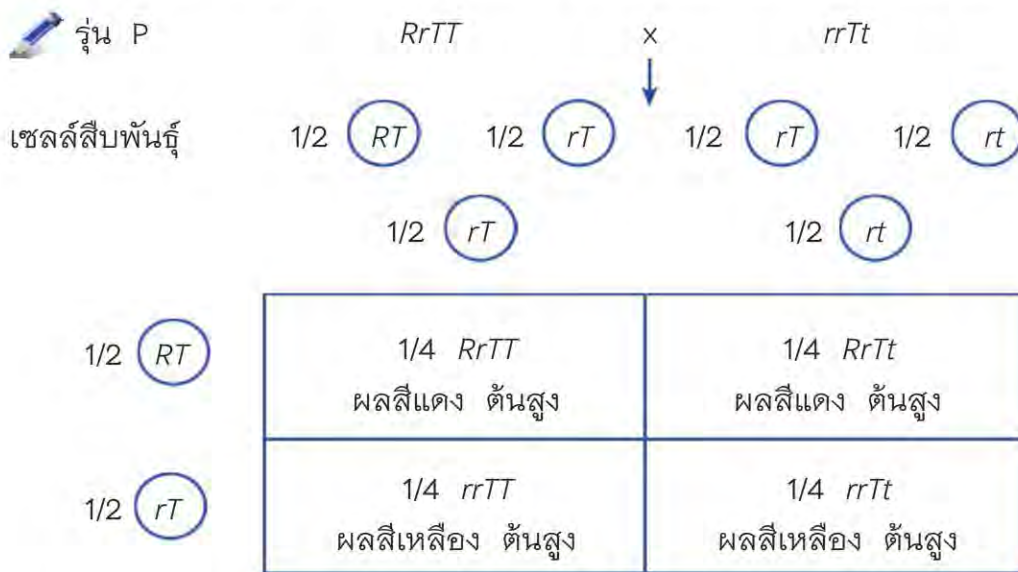 รุ่น P RrTT x rrTt
เซลล์สืบพันธุ์ 1/2 RT 1/2 rT 1/2 rT 1/2 rt
1/2 rT 1/2 rt
1/2 RT 1/4 RrTT 1/4 RrTt
ผลสีแดง ต้นสูง ผลสีแดง ต้นสูง
1/2 rT 1/4 rrTT 1/4 rrTt
ผลสีเหลือง ต้นสูง ผลสีเหลือง ต้นสูง